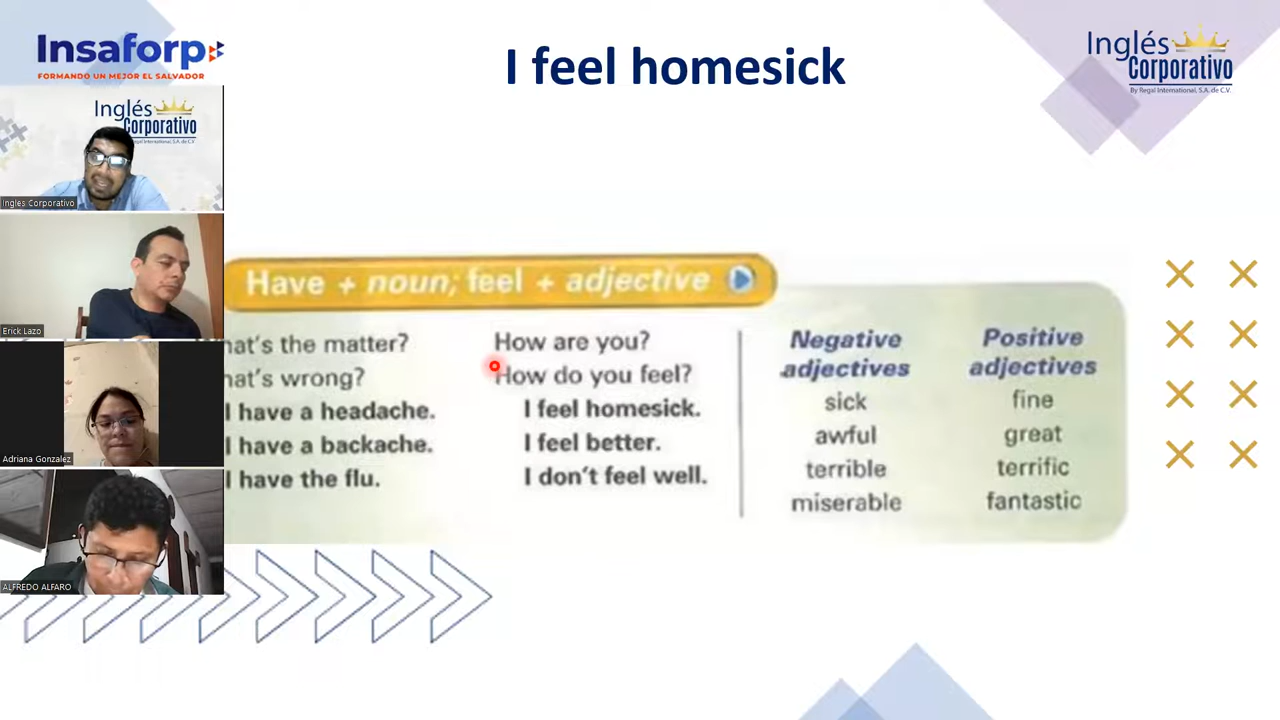 I feel homesick
Insaforp
FORMANDO UN MEJOR EL SALVADOR
Inglés
Corporativo
By Regal International, S.A. de C.V.
Inglés
Corporativo
Regal International, S.A. de C.V.
Ingles Corporativo
Erick Lazo
Adriana Gonzalez
ALFREDO ALFARO
Have + noun; feel + adjective
hat's the matter?
hat's wrong?
I have a headache.
I have a backache.
I have the flu.
How are you?
How do you feel?
I feel homesick.
I feel better.
I don't feel well.
Negative
adjectives
sick
awful
terrible
miserable
Positive
adjectives
fine
great
terrific
fantastic